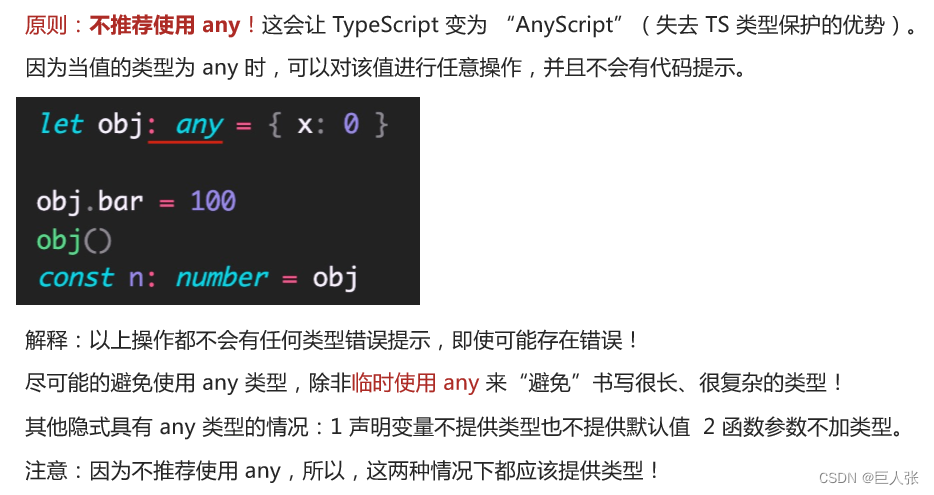 原则：不推荐使用 any！这会让 TypeScript 变为 “AnyScript”（失去 TS 类型保护的优势）。
因为当值的类型为 any 时，可以对该值进行任意操作，并且不会有代码提示。
let obj: any = { x: 0 }
obj.bar = 100
obj()
const n: number = obj
解释：以上操作都不会有任何类型错误提示，即使可能存在错误！
尽可能的避免使用 any 类型，除非临时使用 any 来“避免”书写很长、很复杂的类型！
其他隐式具有 any 类型的情况：1 声明变量不提供类型也不提供默认值 2 函数参数不加类型。
注意：因为不推荐使用 any，所以，这两种情况下都应该提供类型！
CSDN @巨人张